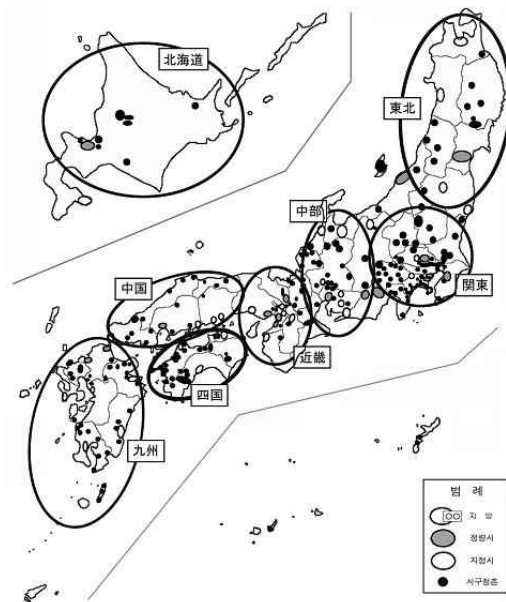 北海道
東北
中部
中国
関東
近畿
四国
九州
범 례
○○ 지 방
정령시
지정시
시구정촌